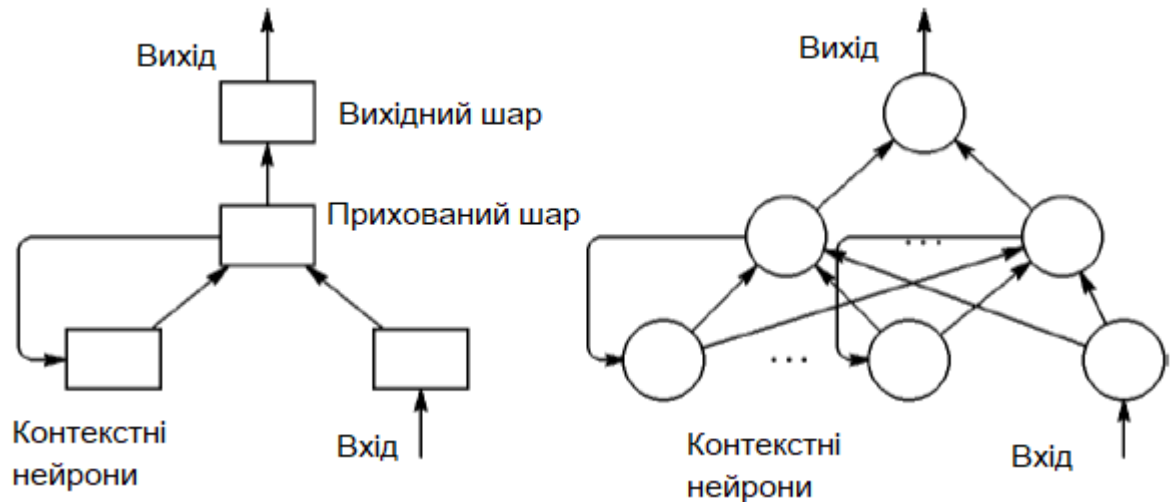 Вихід
Вихідний шар
Прихований шар
Контекстні
нейрони
Вхід
Вихід
...
...
Контекстні
нейрони
Вхід